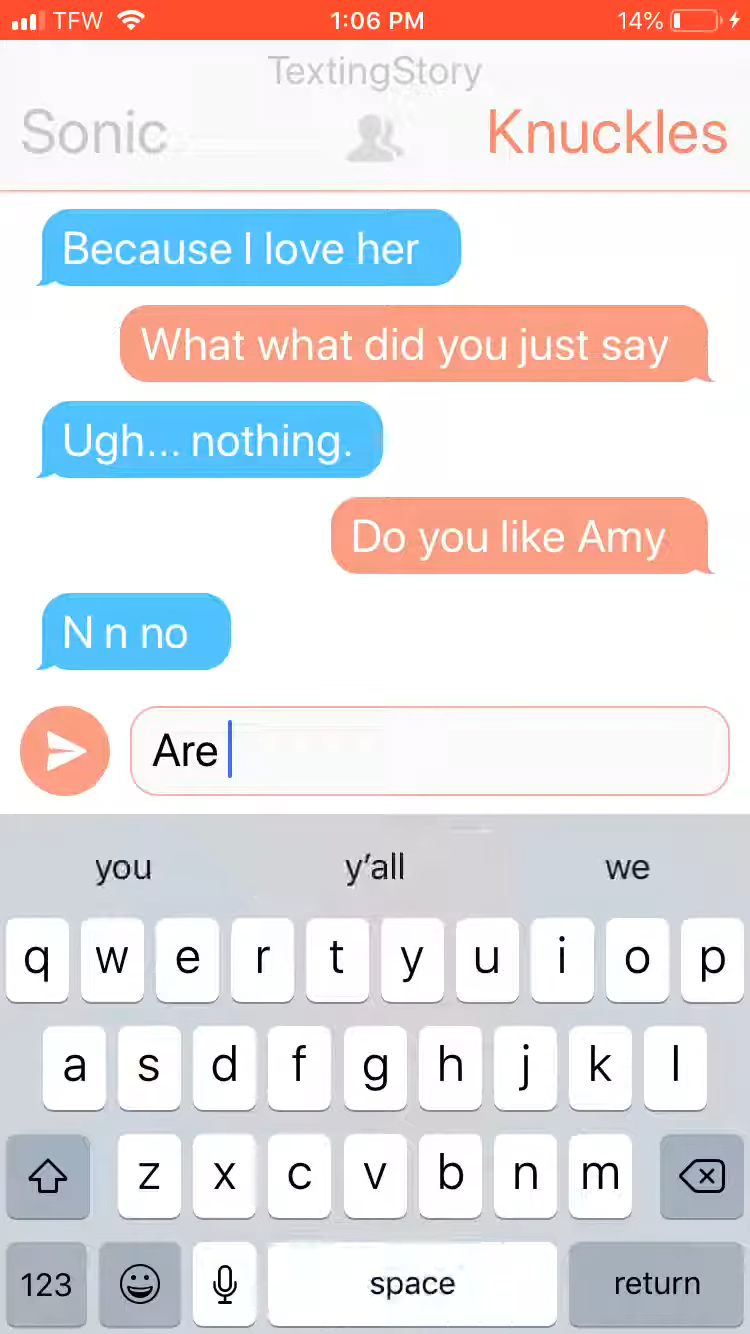 TFW 1:06 PM 14%
TextingStory
Sonic Knuckles
Because I love her
What what did you just say
Ugh... nothing.
Do you like Amy
N n no
Are
you y'all we
q w e r t y u i o p
a s d f g h j k l
z x c v b n m
123 space return